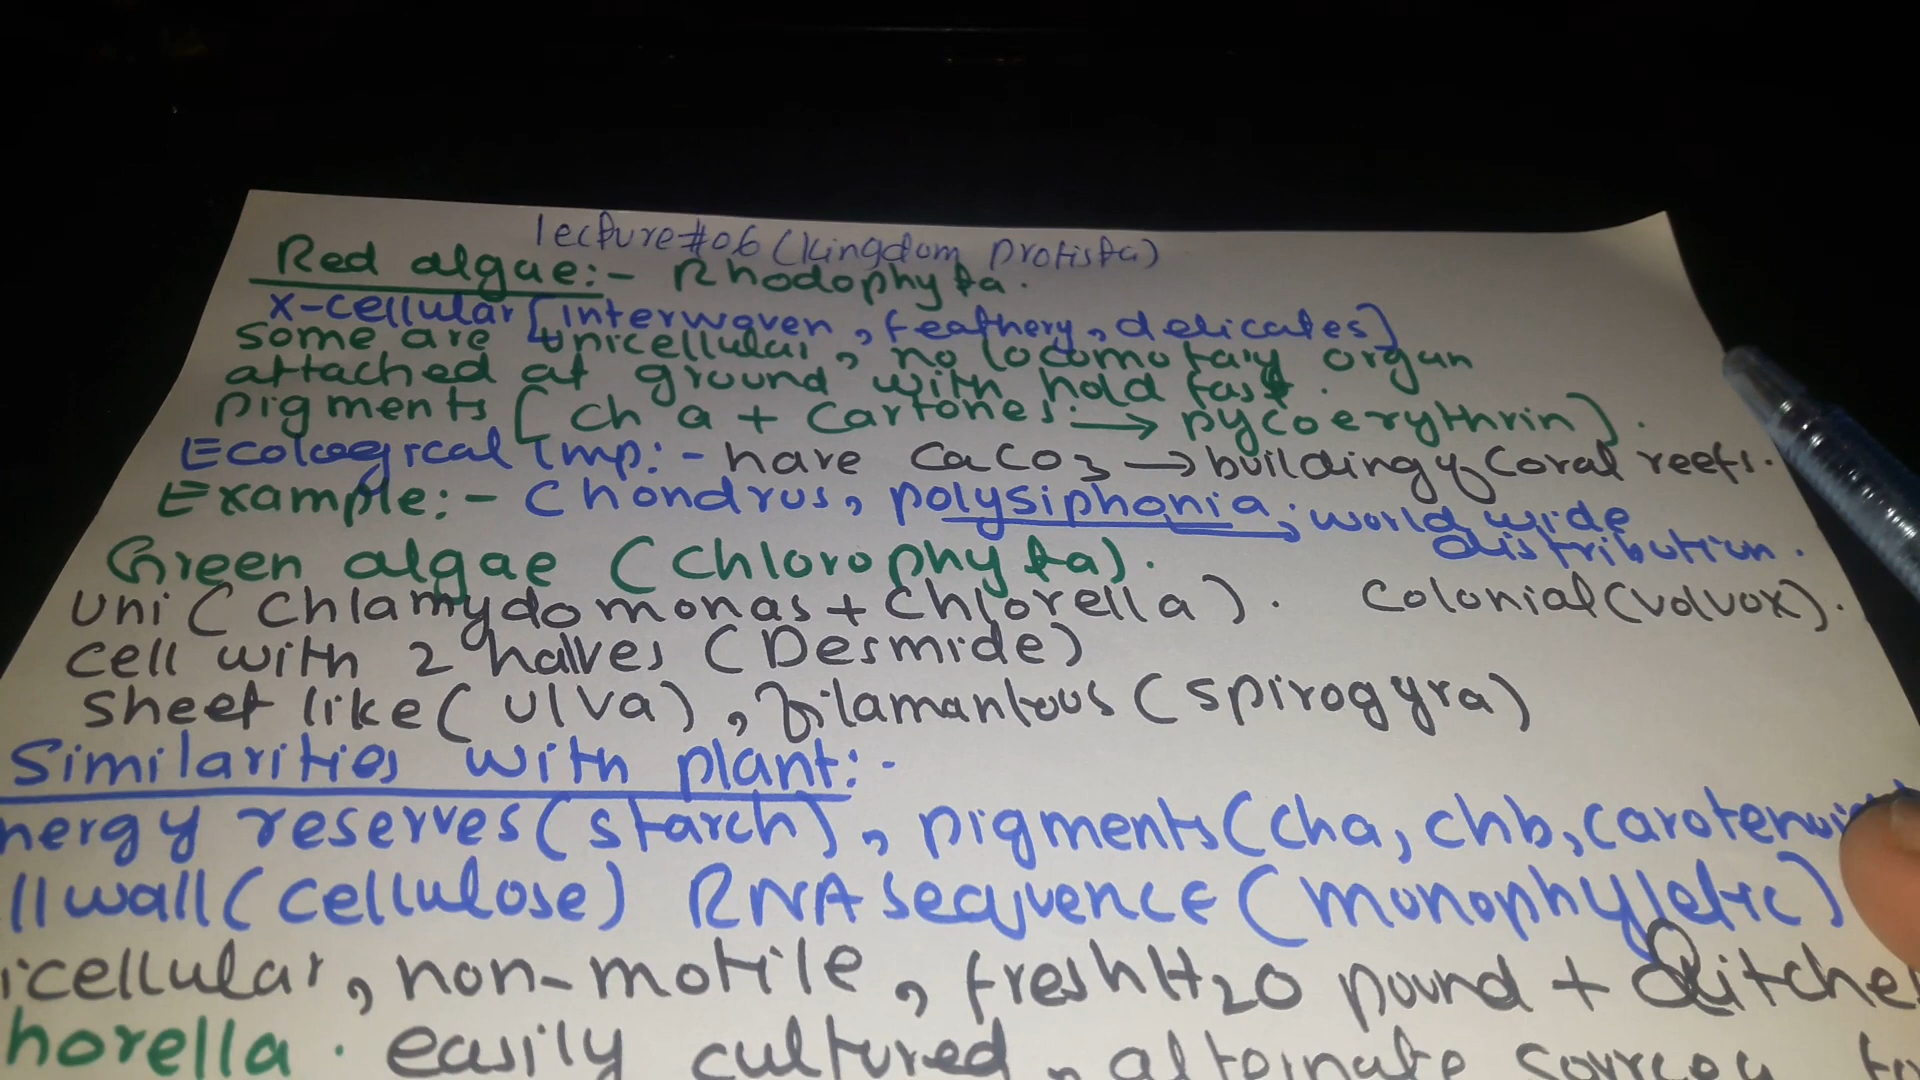 lecture#06 (Kingdom Protista)
Red algae:- Rhodophyta.
x-cellular [interwoven, feathery, delicates]
some are unicellular, no locomotary organ
attached at ground with hold fast.
pigments [ch a + cartones. → pycoerythrin].
Ecological Imp:- have CaCO3 → building of Coral reefs.
Example:- Chondrus, polysiphonia; world wide
distribution.
Green algae (Chlorophyta).
Uni (Chlamydomonas + Chlorella). Colonial (volvox).
cell with 2 halves (Desmide)
sheet like (ulva), filamantous (spirogyra)
Similarities with plant:-
nergy reserves (starch), pigments (cha, chb, carotenoi
ll wall (cellulose) RNA sequence (monophyletic)
icellular, non-motile, fresh H2O pound + Ditche
horella. easily cultured, alternate